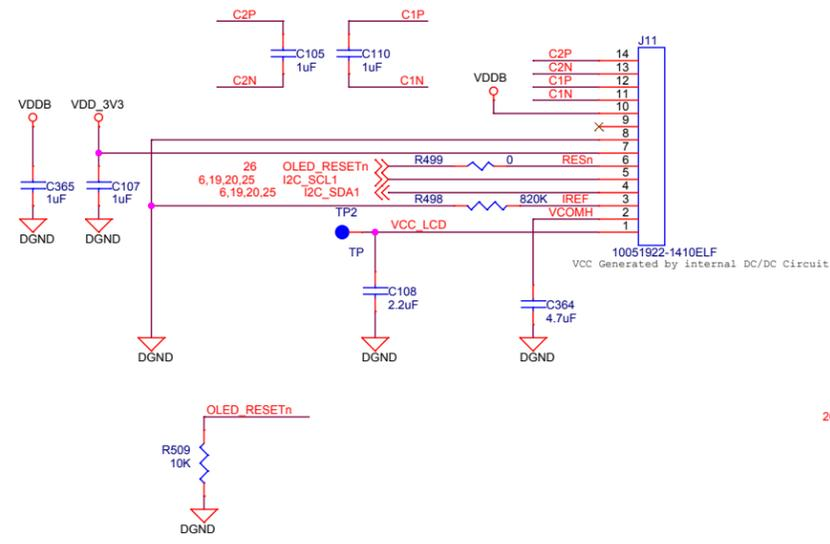 C2P
C1P
C105
1uF
C110
1uF
C2N
C1N
J11
C2P
14
C2N
13
C1P
12
C1N
11
VDDB
10
9
8
7
VDDB
VDD_3V3
26
OLED_RESETn
R499
0
RESn
6
6,19,20,25
I2C_SCL1
5
6,19,20,25
I2C_SDA1
4
R498
820K
IREF
3
VCOMH
2
C365
1uF
C107
1uF
DGND
DGND
TP2
TP
VCC_LCD
1
10051922-1410ELF
VCC Generated by internal DC/DC Circuit
C108
2.2uF
C364
4.7uF
DGND
DGND
DGND
OLED_RESETn
R509
10K
DGND